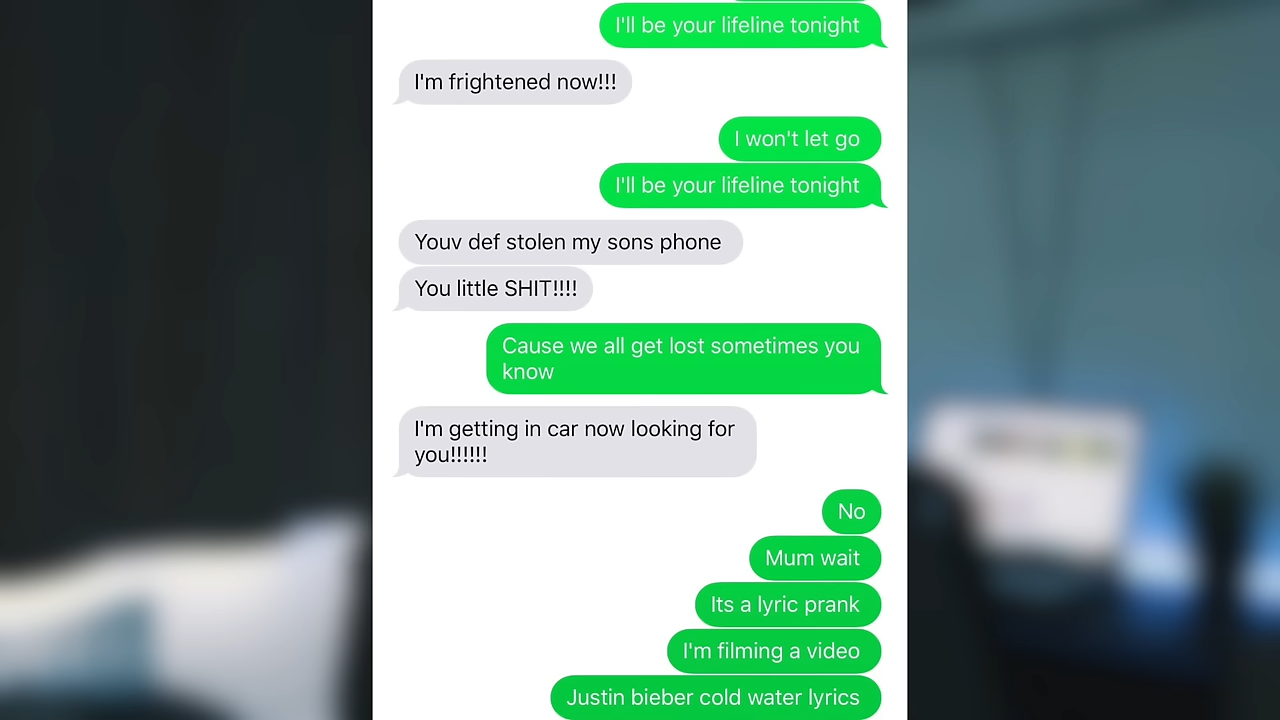 I'll be your lifeline tonight
I'm frightened now!!!
I won't let go
I'll be your lifeline tonight
Youv def stolen my sons phone
You little SHIT!!!!
Cause we all get lost sometimes you
know
I'm getting in car now looking for
you!!!!!!
No
Mum wait
Its a lyric prank
I'm filming a video
Justin bieber cold water lyrics